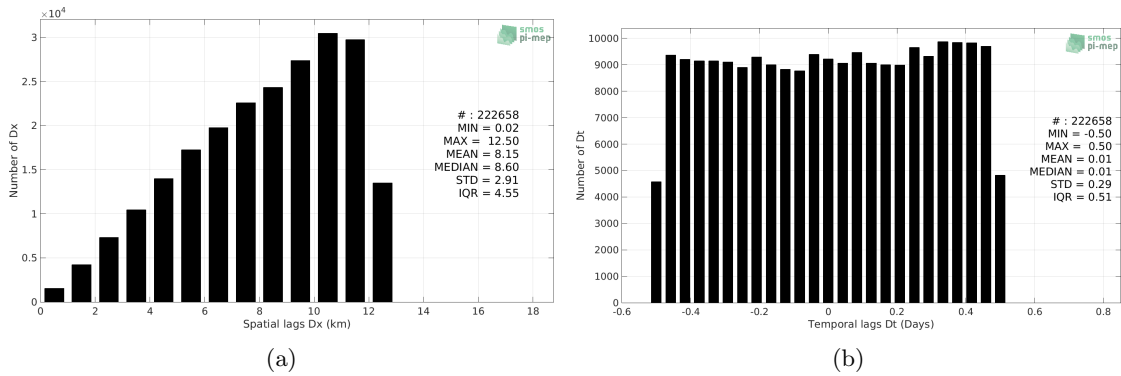 ×10⁴
3
2.5
2
1.5
1
0.5
0
Number of Dx
0 2 4 6 8 10 12 14 16 18
Spatial lags Dx (km)
smos
pi-mep
# : 222658
MIN = 0.02
MAX = 12.50
MEAN = 8.15
MEDIAN = 8.60
STD = 2.91
IQR = 4.55
(a)
10000
9000
8000
7000
6000
5000
4000
3000
2000
1000
0
Number of Dt
-0.6 -0.4 -0.2 0 0.2 0.4 0.6 0.8
Temporal lags Dt (Days)
smos
pi-mep
# : 222658
MIN = -0.50
MAX = 0.50
MEAN = 0.01
MEDIAN = 0.01
STD = 0.29
IQR = 0.51
(b)